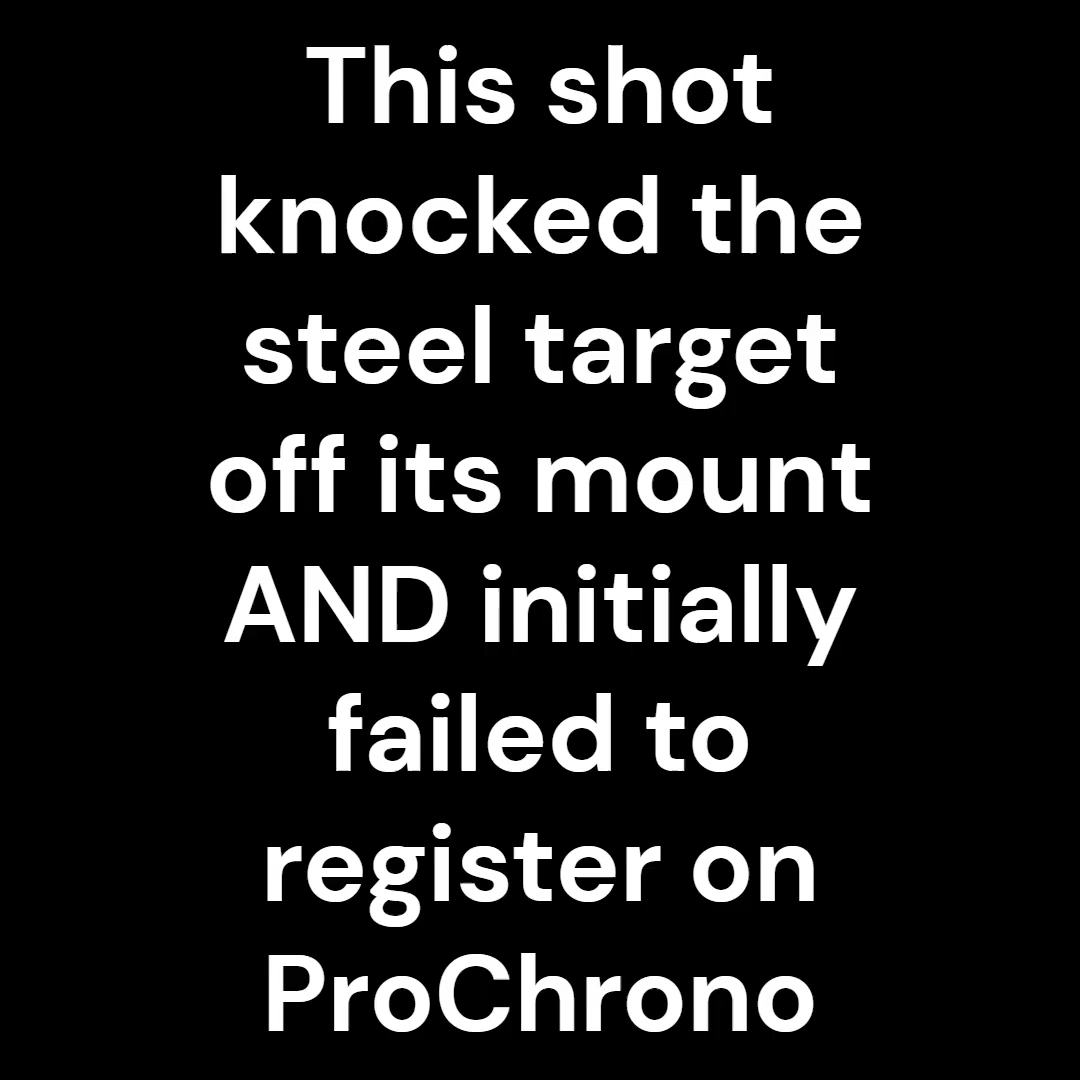 This shot
knocked the
steel target
off its mount
AND initially
failed to
register on
ProChrono